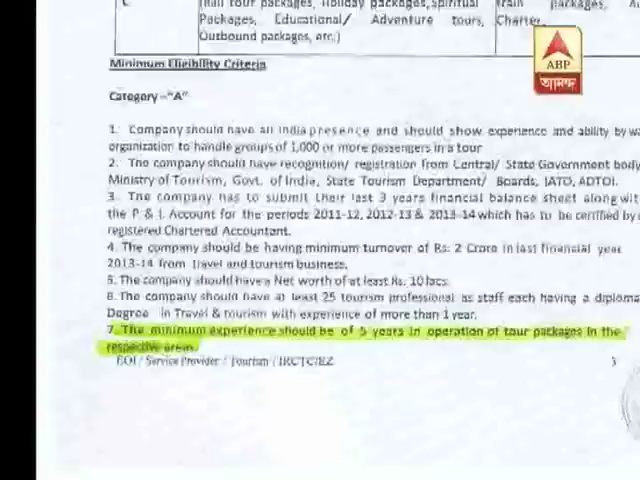 C
(Rail tour packages, Holiday packages, Spiritual
Packages, Educational/ Adventure tours,
Outbound packages, etc.)
train packages,
Charter.
ABP
আনন্দ
Minimum Eligibility Criteria
Category –"A"
1. Company should have an India presence and should show experience and ability by wa
organization to handle groups of 1,000 or more passengers in a tour
2. The company should have recognition/ registration from Central/ State Government body
Ministry of Tourism, Govt. of India, State Tourism Department/ Boards, IATO, ADTOI.
3. The company has to submit their last 3 years financial balance sheet along wit
the P & L Account for the periods 2011-12, 2012-13 & 2013-14 which has to be certified by
registered Chartered Accountant.
4. The company should be having minimum turnover of Rs: 2 Crore in last financial year
2013-14 from travel and tourism business.
5. The company should have a Net worth of at least Rs. 10 lacs.
6. The company should have at least 25 tourism professional as staff each having a diploma
Degree in Travel & tourism with experience of more than 1 year.
7. The minimum experience should be of 5 years in operation of tour packages in the
respective areas.
EOI / Service Provider / Tourism / IRCTC/EZ
3